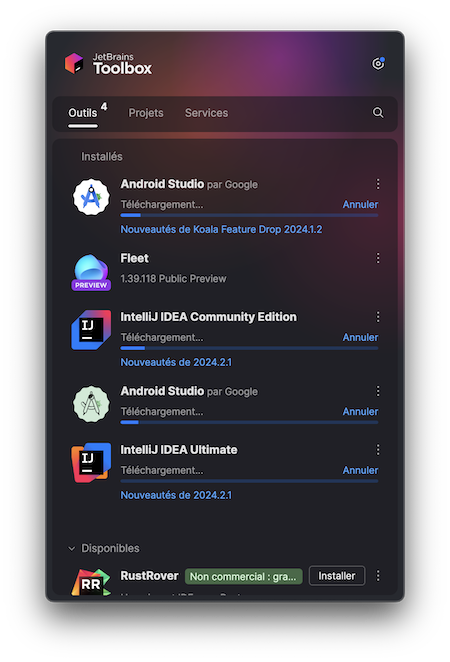 JetBrains
Toolbox
Outils 4 Projets Services
Installés
Android Studio par Google
Téléchargement... Annuler
Nouveautés de Koala Feature Drop 2024.1.2
Fleet
1.39.118 Public Preview
PREVIEW
IntelliJ IDEA Community Edition
IJ
Téléchargement... Annuler
Nouveautés de 2024.2.1
Android Studio par Google
Téléchargement... Annuler
IntelliJ IDEA Ultimate
IJ
Téléchargement... Annuler
Nouveautés de 2024.2.1
Disponibles
RR
RustRover Non commercial : gra... Installer